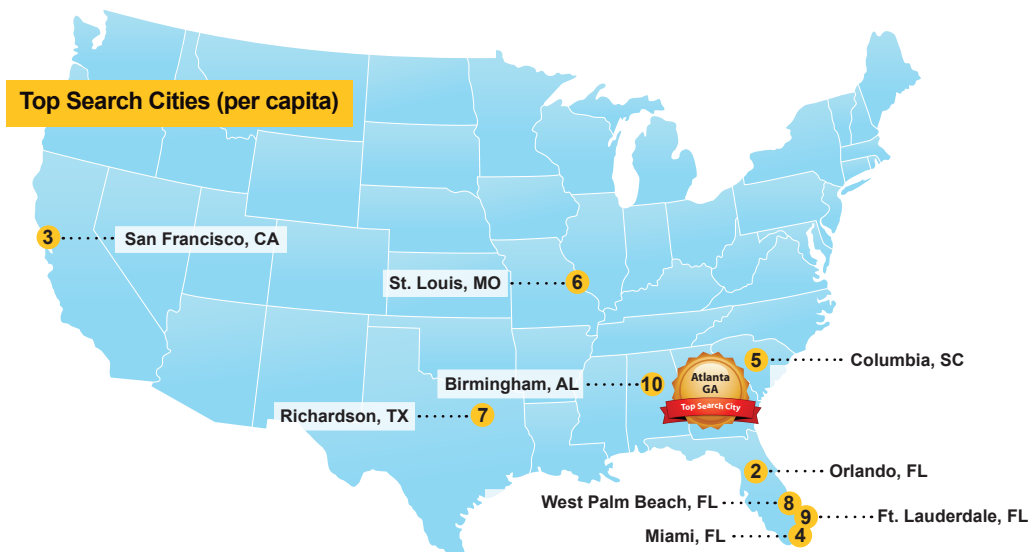 Top Search Cities (per capita)
3
San Francisco, CA
St. Louis, MO
6
5
Columbia, SC
Atlanta
GA
Top Search City
Birmingham, AL
10
Richardson, TX
7
2
Orlando, FL
West Palm Beach, FL
8
9
Ft. Lauderdale, FL
Miami, FL
4